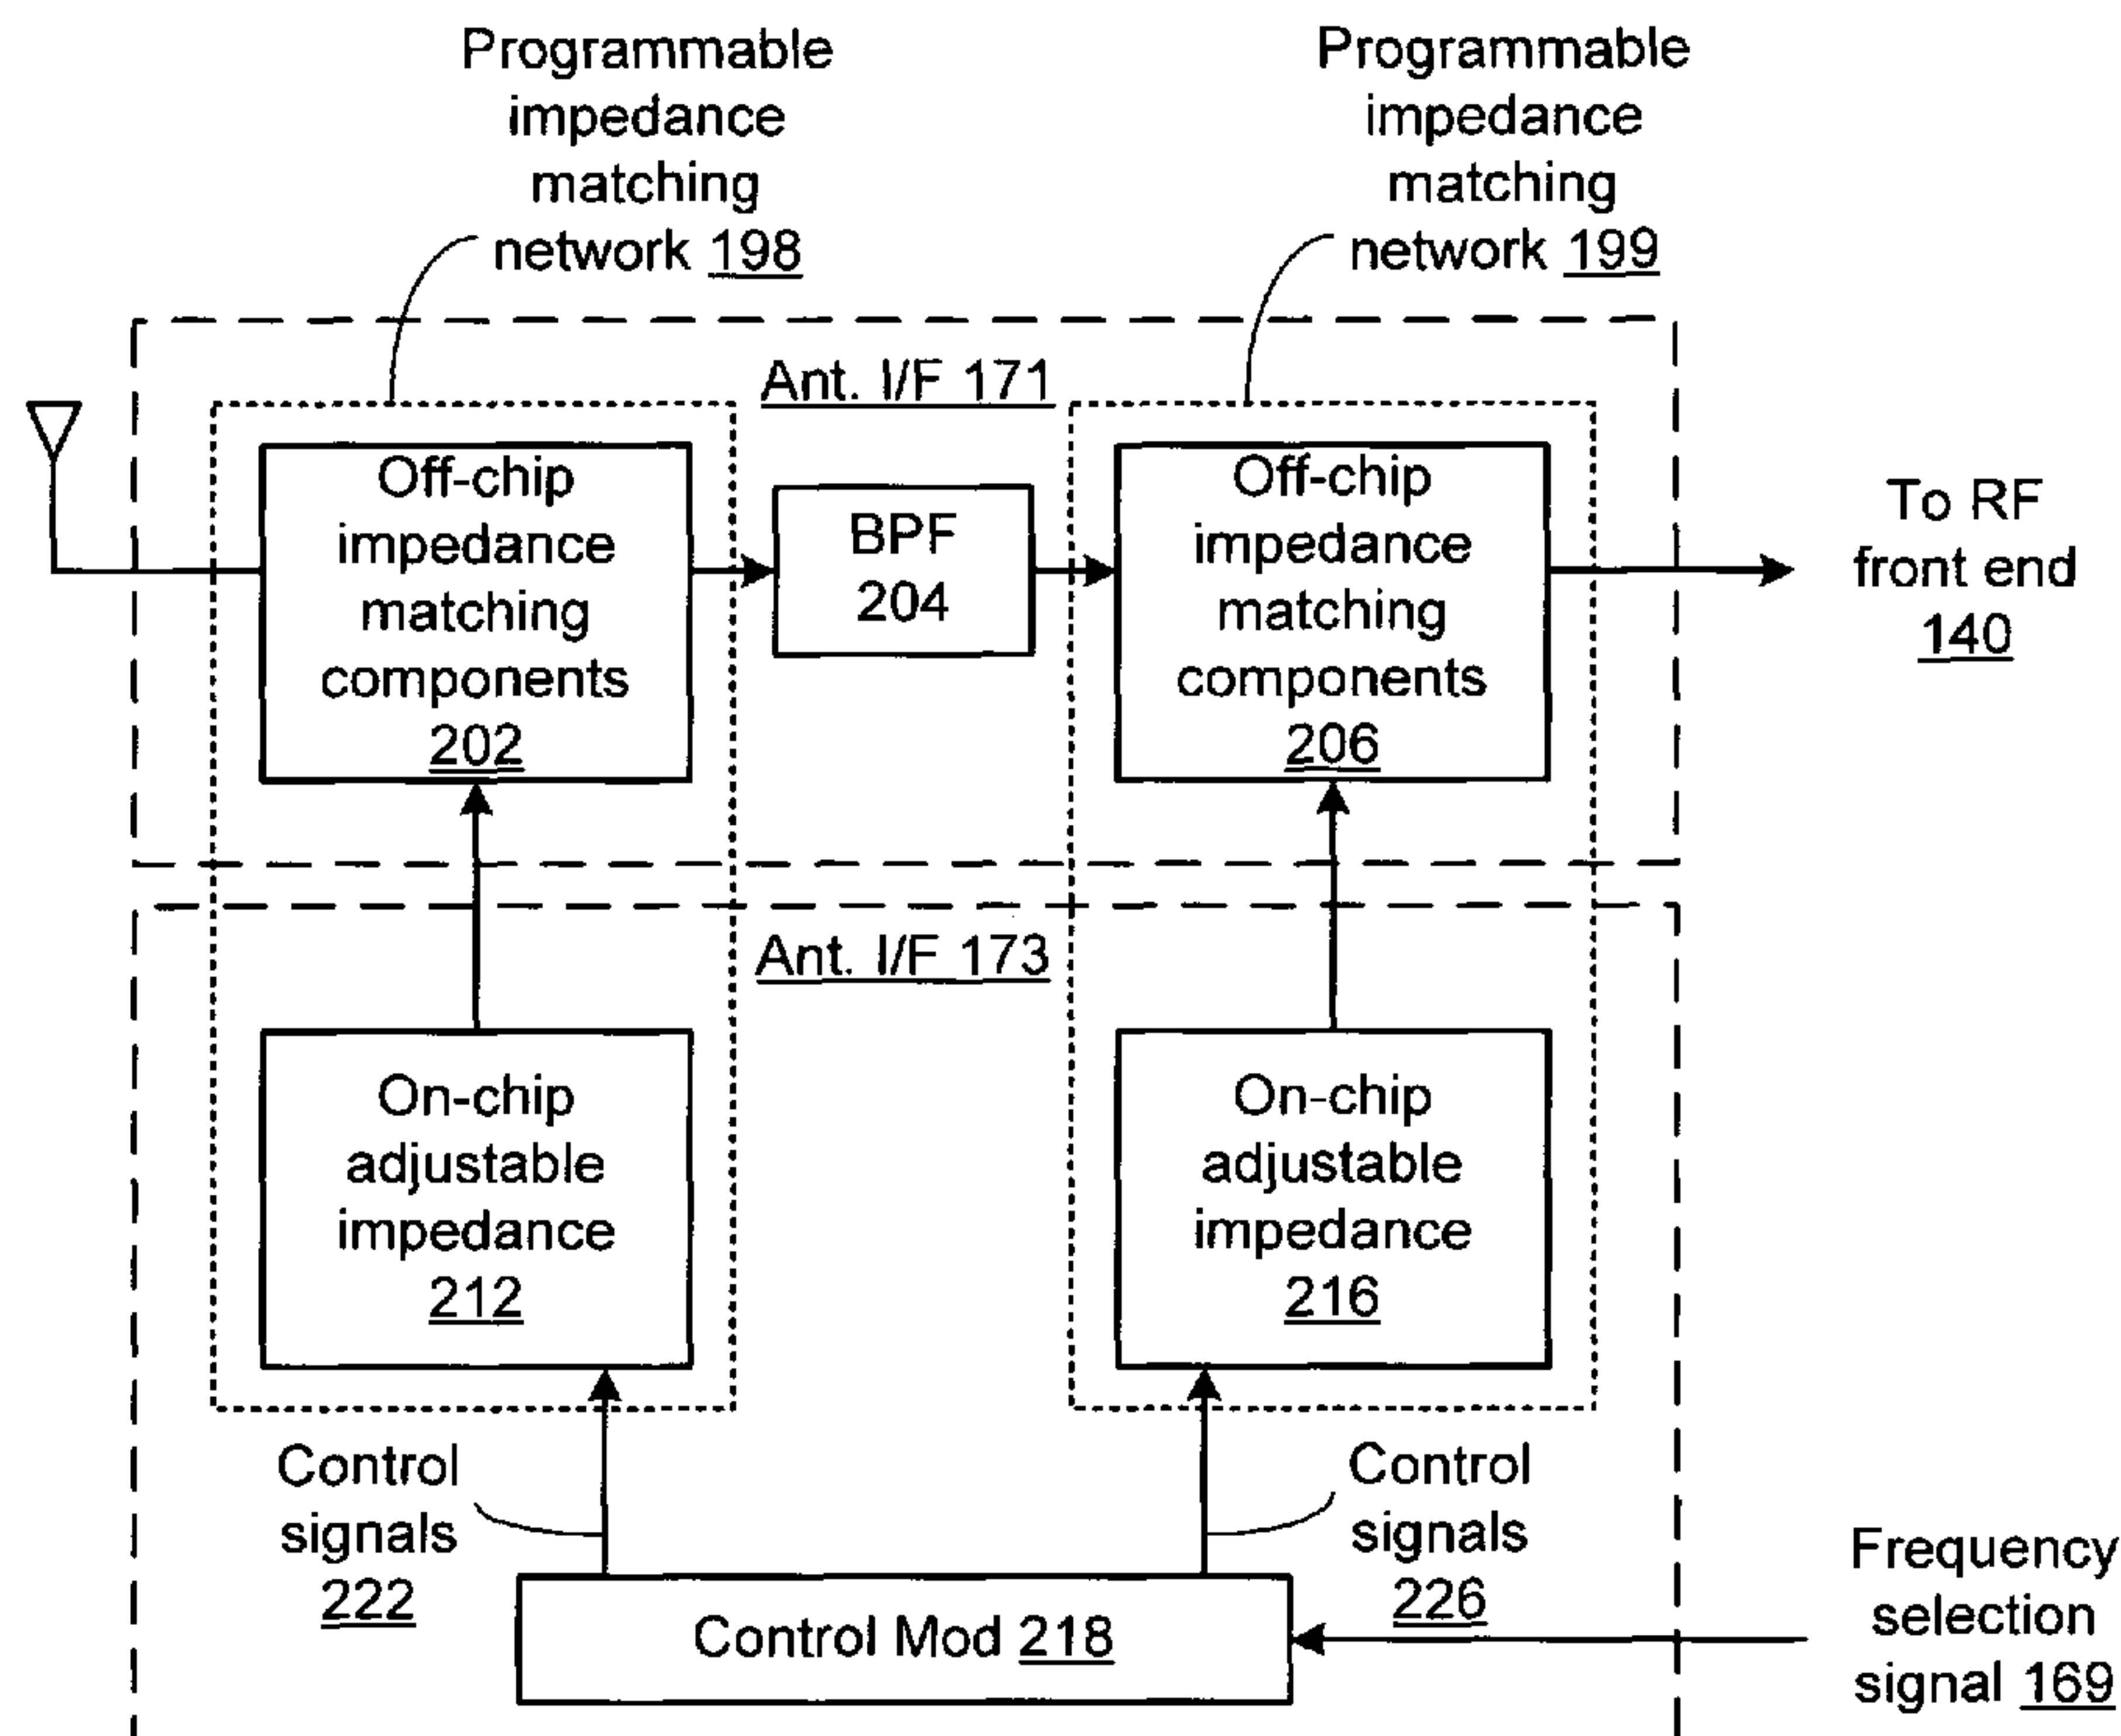 Programmable
impedance
matching
network 198
Programmable
impedance
matching
network 199
Ant. I/F 171
Off-chip
impedance
matching
components
202
BPF
204
Off-chip
impedance
matching
components
206
To RF
front end
140
Ant. I/F 173
On-chip
adjustable
impedance
212
On-chip
adjustable
impedance
216
Control
signals
222
Control
signals
226
Control Mod 218
Frequency
selection
signal 169